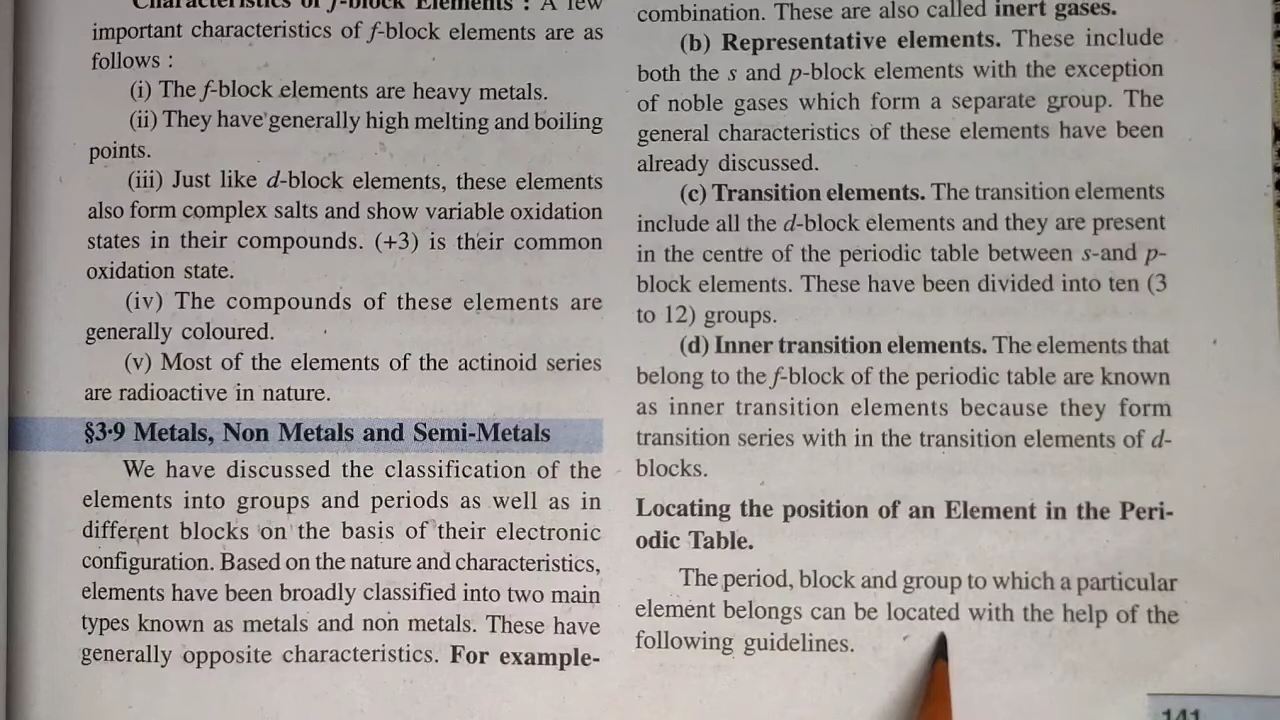 Characteristics of f-block Elements : A few
important characteristics of f-block elements are as
follows :
(i) The f-block elements are heavy metals.
(ii) They have generally high melting and boiling
points.
(iii) Just like d-block elements, these elements
also form complex salts and show variable oxidation
states in their compounds. (+3) is their common
oxidation state.
(iv) The compounds of these elements are
generally coloured.
(v) Most of the elements of the actinoid series
are radioactive in nature.
§3·9 Metals, Non Metals and Semi-Metals
We have discussed the classification of the
elements into groups and periods as well as in
different blocks on the basis of their electronic
configuration. Based on the nature and characteristics,
elements have been broadly classified into two main
types known as metals and non metals. These have
generally opposite characteristics. For example-
combination. These are also called inert gases.
(b) Representative elements. These include
both the s and p-block elements with the exception
of noble gases which form a separate group. The
general characteristics of these elements have been
already discussed.
(c) Transition elements. The transition elements
include all the d-block elements and they are present
in the centre of the periodic table between s-and p-
block elements. These have been divided into ten (3
to 12) groups.
(d) Inner transition elements. The elements that
belong to the f-block of the periodic table are known
as inner transition elements because they form
transition series with in the transition elements of d-
blocks.
Locating the position of an Element in the Peri-
odic Table.
The period, block and group to which a particular
element belongs can be located with the help of the
following guidelines.
141